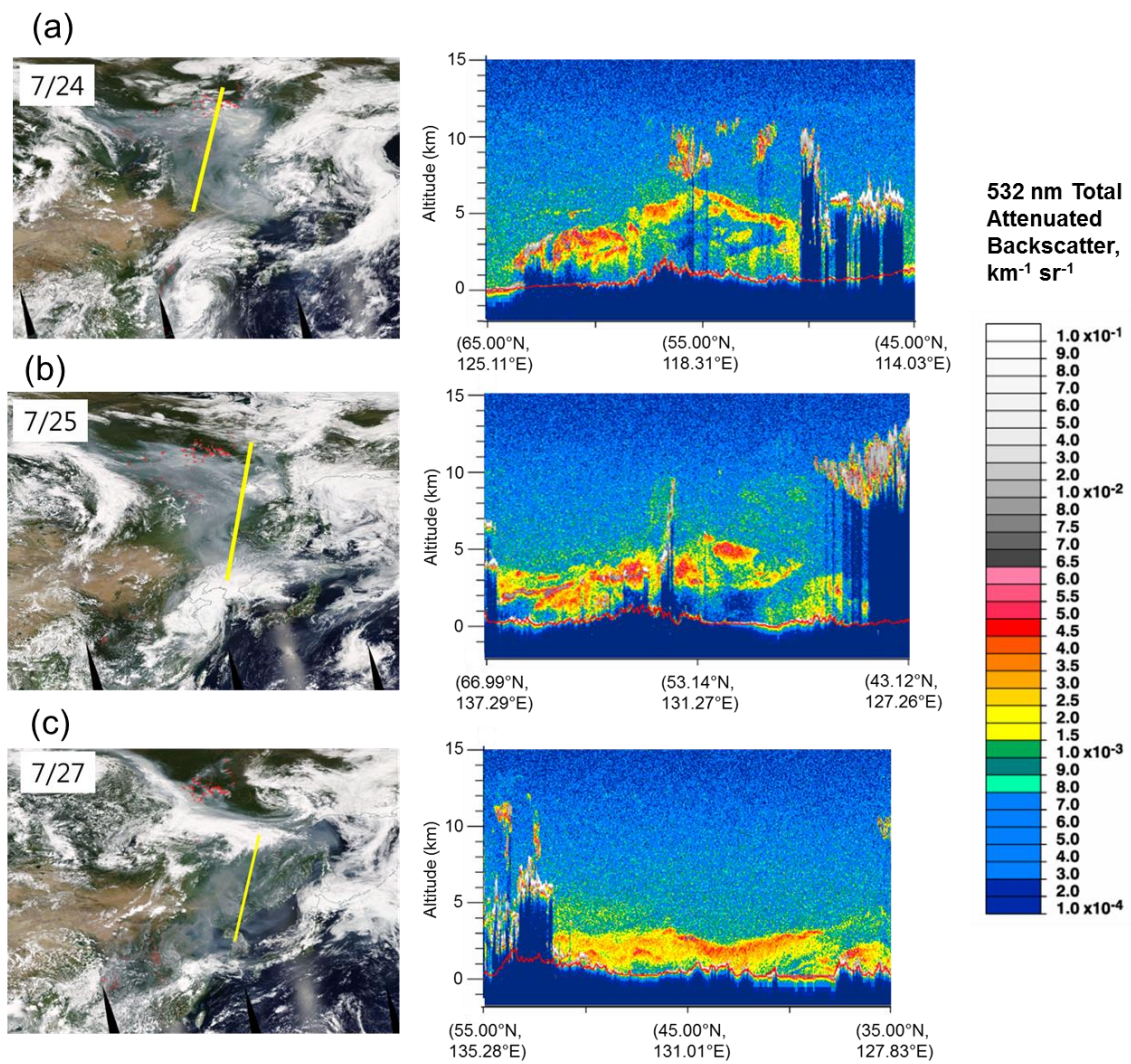 (a)
7/24
15
10
5
0
Altitude (km)
(65.00°N,
125.11°E)
(55.00°N,
118.31°E)
(45.00°N,
114.03°E)
(b)
7/25
15
10
5
0
Altitude (km)
(66.99°N,
137.29°E)
(53.14°N,
131.27°E)
(43.12°N,
127.26°E)
(c)
7/27
15
10
5
0
Altitude (km)
(55.00°N,
135.28°E)
(45.00°N,
131.01°E)
(35.00°N,
127.83°E)
532 nm Total
Attenuated
Backscatter,
km-1 sr-1
1.0 x10-1
9.0
8.0
7.0
6.0
5.0
4.0
3.0
2.0
1.0 x10-2
8.0
7.5
7.0
6.5
6.0
5.5
5.0
4.5
4.0
3.5
3.0
2.5
2.0
1.5
1.0 x10-3
9.0
8.0
7.0
6.0
5.0
4.0
3.0
2.0
1.0 x10-4